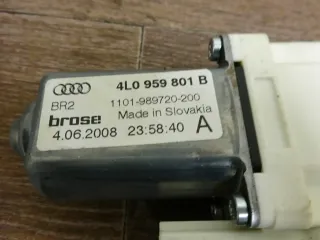 4L0 959 801 B
BR2
1101-989720-200
brose
Made in Slovakia
4.06.2008 23:58:40 A